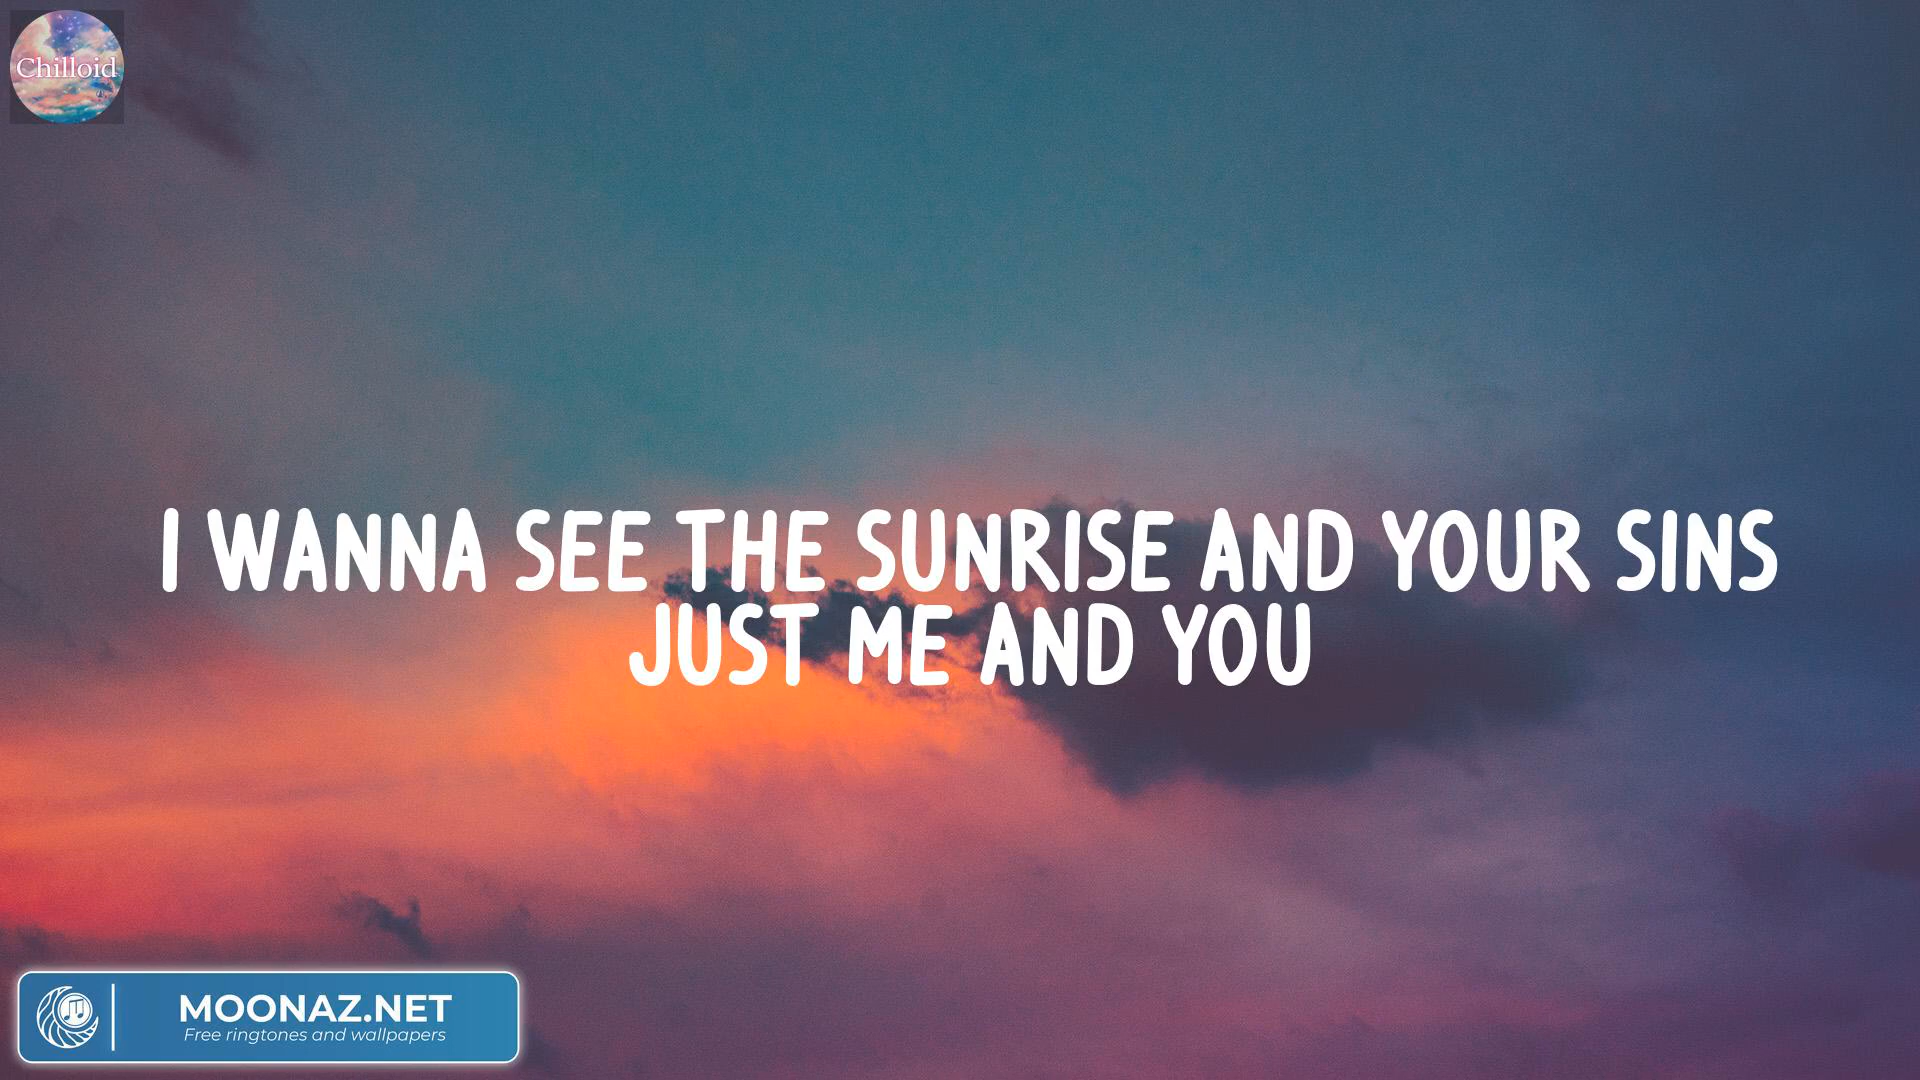 Chilloid
I WANNA SEE THE SUNRISE AND YOUR SINS
JUST ME AND YOU
MOONAZ.NET
Free ringtones and wallpapers